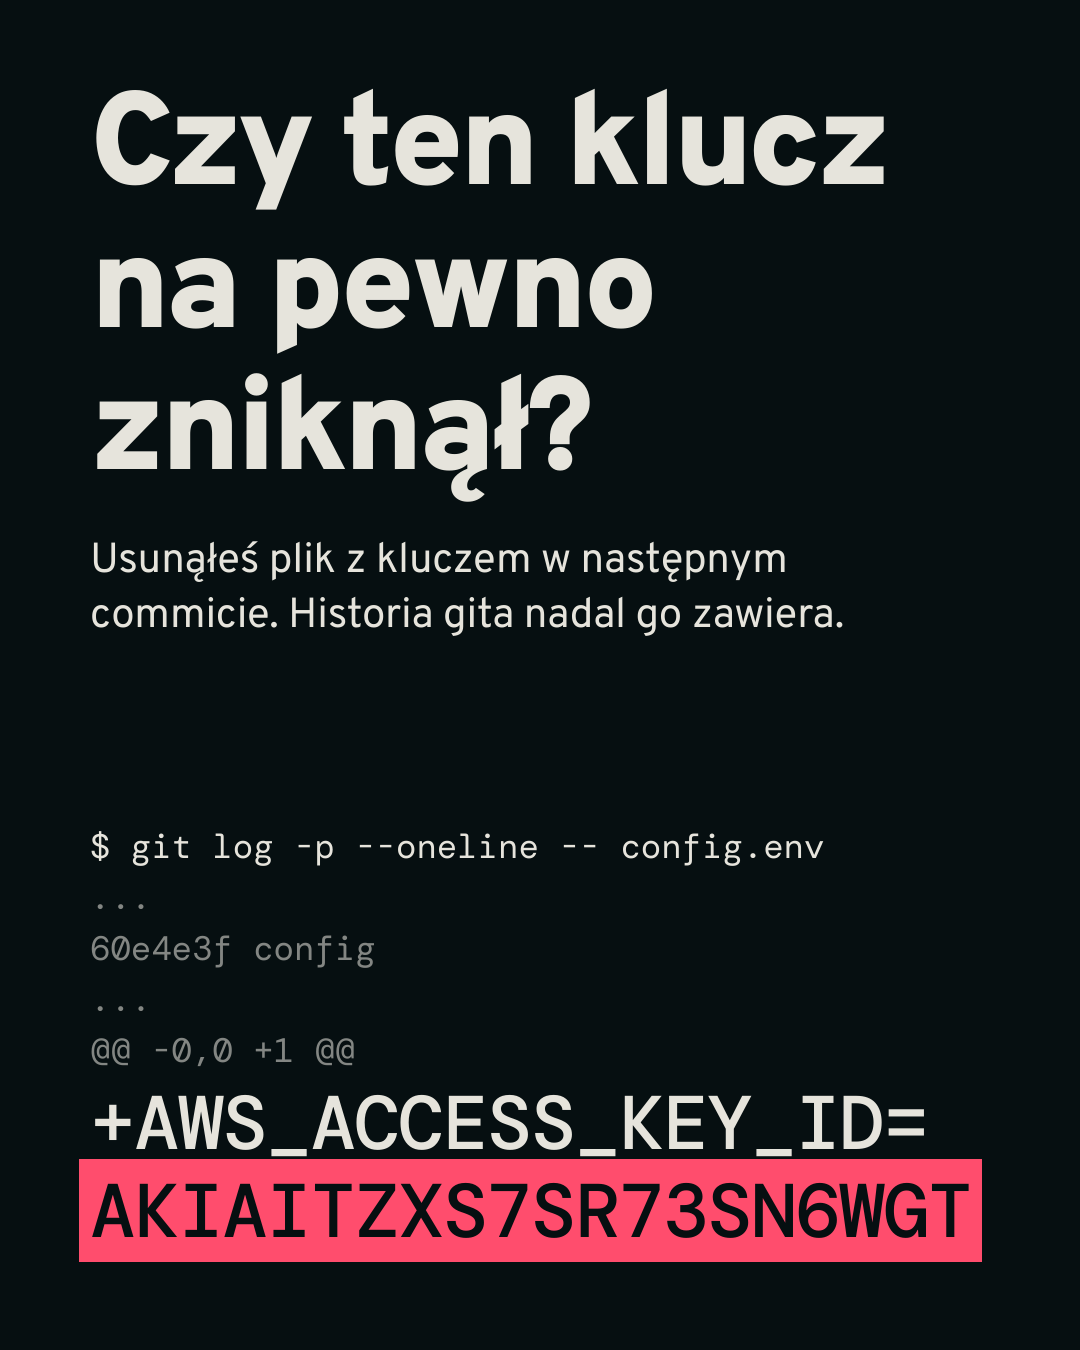 Czy ten klucz
na pewno
zniknął?
Usunąłeś plik z kluczem w następnym
commicie. Historia gita nadal go zawiera.
$ git log -p --oneline -- config.env
...
60e4e3f config
...
@@ -0,0 +1 @@
+AWS_ACCESS_KEY_ID=
AKIAITZXS7SR73SN6WGT